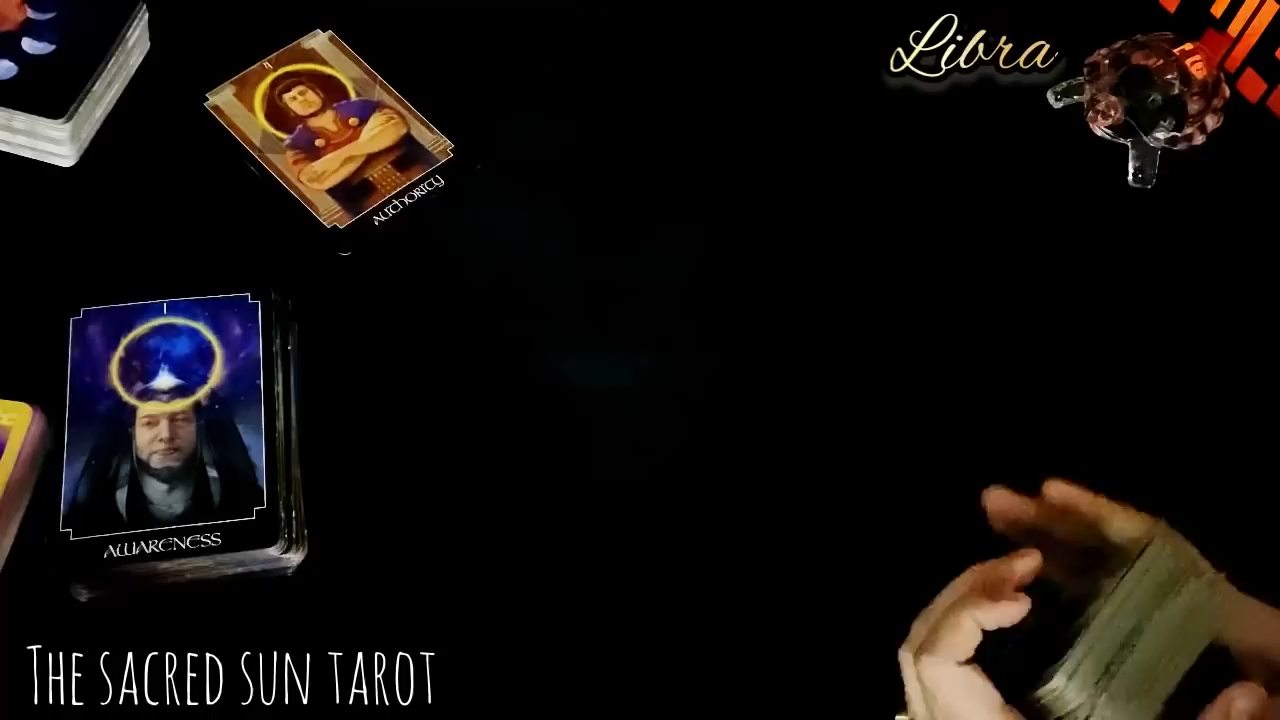 Libra
AUTHORITY
I
AWARENESS
THE SACRED SUN TAROT